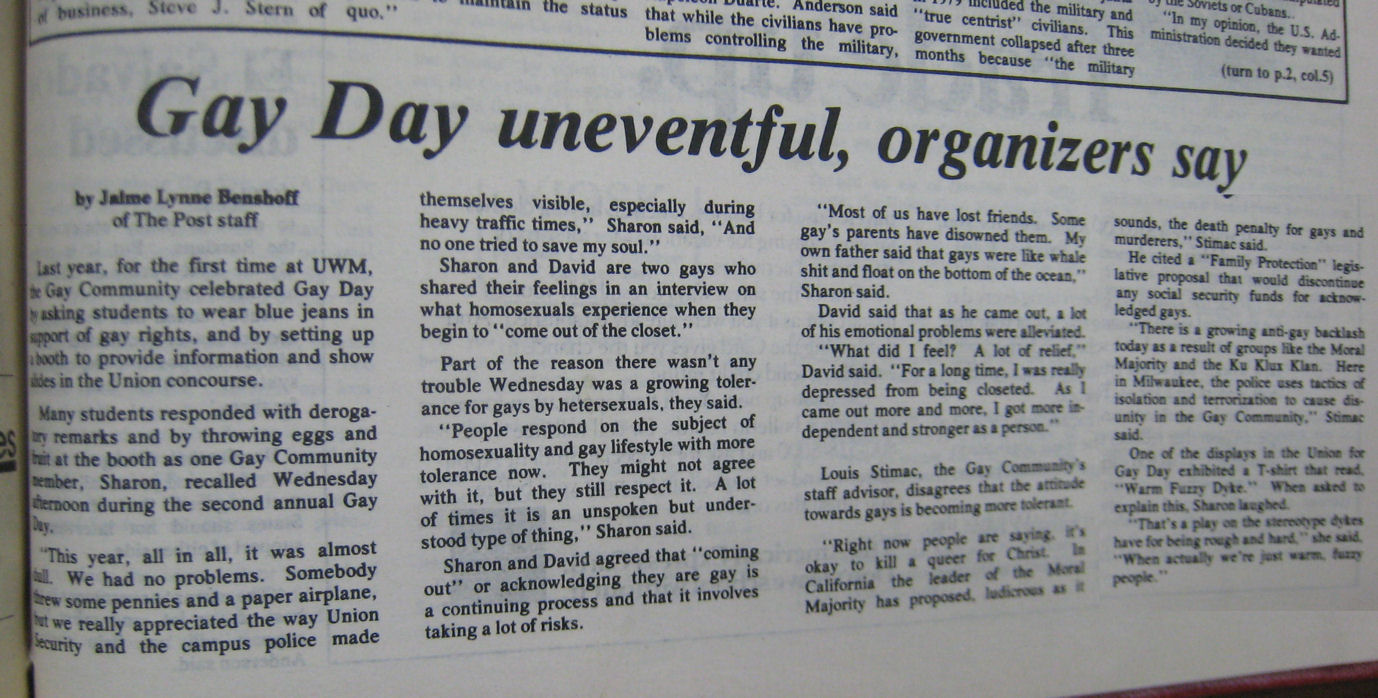 of business, Steve J. Stern of
quo."
maintain the status
Duarte. Anderson said
that while the civilians have pro-
blems controlling the military,
in 1979 included the military and
"true centrist" civilians. This
government collapsed after three
months because "the military
by the Soviets or Cubans..
"In my opinion, the U.S. Ad-
ministration decided they wanted
(turn to p.2, col.5)
Gay Day uneventful, organizers say
by Jaime Lynne Benshoff
of The Post staff
Last year, for the first time at UWM,
the Gay Community celebrated Gay Day
by asking students to wear blue jeans in
support of gay rights, and by setting up
a booth to provide information and show
slides in the Union concourse.
Many students responded with deroga-
tory remarks and by throwing eggs and
fruit at the booth as one Gay Community
member, Sharon, recalled Wednesday
afternoon during the second annual Gay
Day.
"This year, all in all, it was almost
dull. We had no problems. Somebody
threw some pennies and a paper airplane,
but we really appreciated the way Union
Security and the campus police made
themselves visible, especially during
heavy traffic times," Sharon said, "And
no one tried to save my soul."
Sharon and David are two gays who
shared their feelings in an interview on
what homosexuals experience when they
begin to "come out of the closet."
Part of the reason there wasn't any
trouble Wednesday was a growing toler-
ance for gays by hetersexuals, they said.
"People respond on the subject of
homosexuality and gay lifestyle with more
tolerance now. They might not agree
with it, but they still respect it. A lot
of times it is an unspoken but under-
stood type of thing," Sharon said.
Sharon and David agreed that "coming
out" or acknowledging they are gay is
a continuing process and that it involves
taking a lot of risks.
"Most of us have lost friends. Some
gay's parents have disowned them. My
own father said that gays were like whale
shit and float on the bottom of the ocean,"
Sharon said.
David said that as he came out, a lot
of his emotional problems were alleviated.
"What did I feel? A lot of relief,"
David said. "For a long time, I was really
depressed from being closeted. As I
came out more and more, I got more in-
dependent and stronger as a person."
Louis Stimac, the Gay Community's
staff advisor, disagrees that the attitude
towards gays is becoming more tolerant.
"Right now people are saying, it's
okay to kill a queer for Christ. In
California the leader of the Moral
Majority has proposed, ludicrous as it
sounds, the death penalty for gays and
murderers," Stimac said.
He cited a "Family Protection" legis-
lative proposal that would discontinue
any social security funds for acknow-
ledged gays.
"There is a growing anti-gay backlash
today as a result of groups like the Moral
Majority and the Ku Klux Klan. Here
in Milwaukee, the police uses tactics of
isolation and terrorization to cause dis-
unity in the Gay Community," Stimac
said.
One of the displays in the Union for
Gay Day exhibited a T-shirt that read,
"Warm Fuzzy Dyke." When asked to
explain this, Sharon laughed.
"That's a play on the stereotype dykes
have for being rough and hard," she said.
"When actually we're just warm, fuzzy
people."